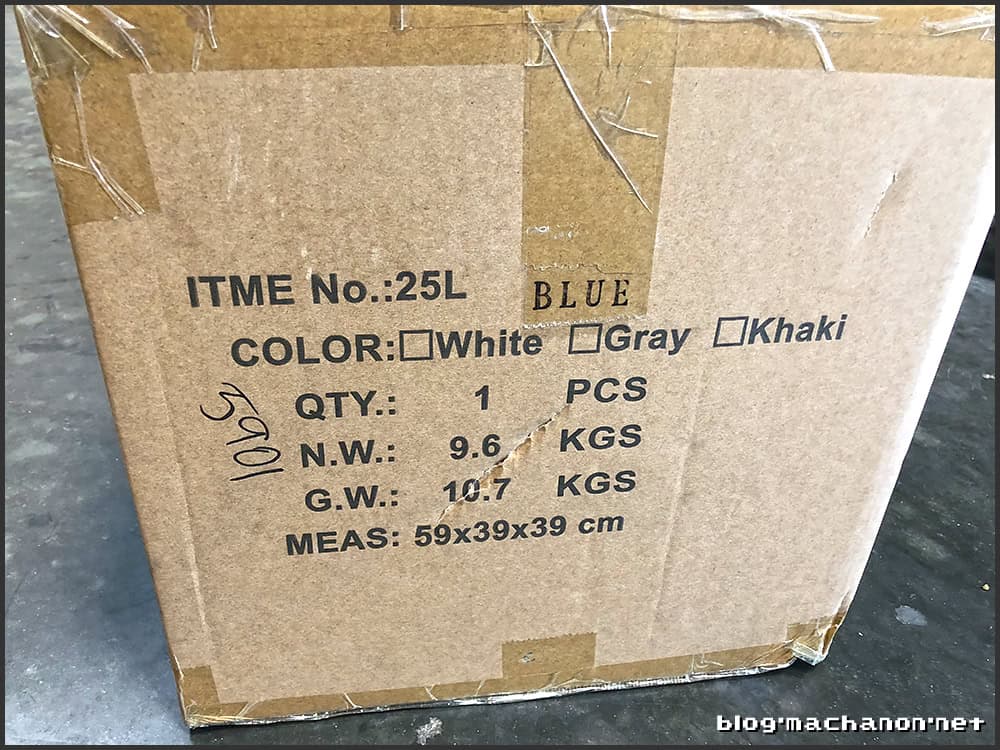 ITME No.:25L
BLUE
COLOR:☐White ☐Gray ☐Khaki
QTY.: 1 PCS
N.W.: 9.6 KGS
G.W.: 10.7 KGS
MEAS: 59x39x39 cm
blog.machanon.net